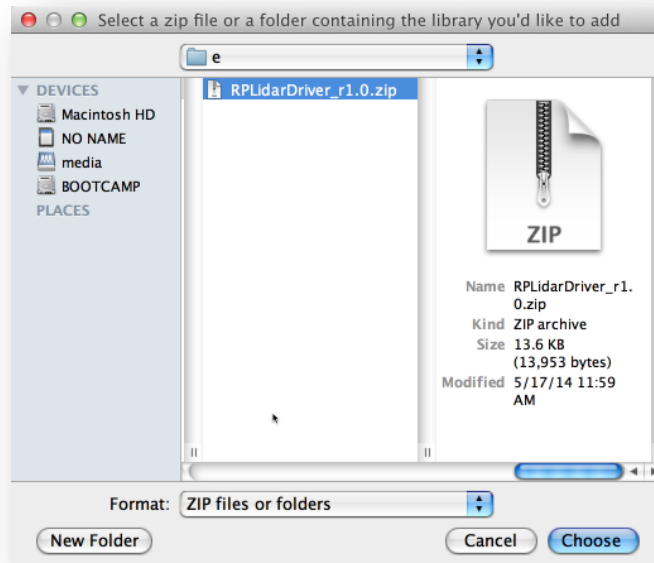 Select a zip file or a folder containing the library you'd like to add
e
DEVICES
Macintosh HD
NO NAME
media
BOOTCAMP
PLACES
RPLidarDriver_r1.0.zip
ZIP
Name RPLidarDriver_r1.
0.zip
Kind ZIP archive
Size 13.6 KB
(13,953 bytes)
Modified 5/17/14 11:59
AM
Format: ZIP files or folders
New Folder
Cancel
Choose